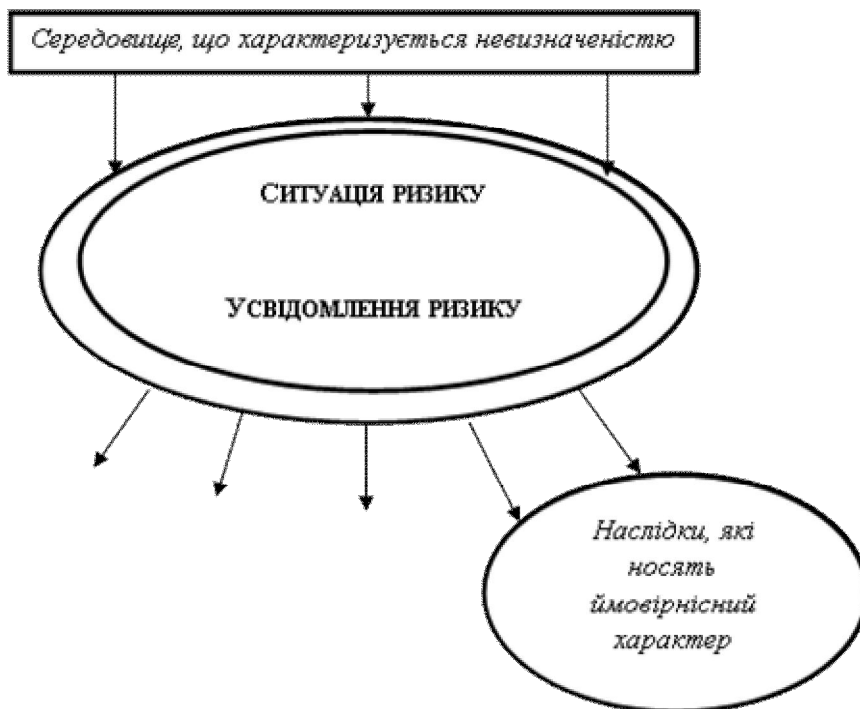 Середовище, що характеризується невизначеністю
СИТУАЦІЯ РИЗИКУ
УСВІДОМЛЕННЯ РИЗИКУ
Наслідки, які
носять
ймовірнісний
характер